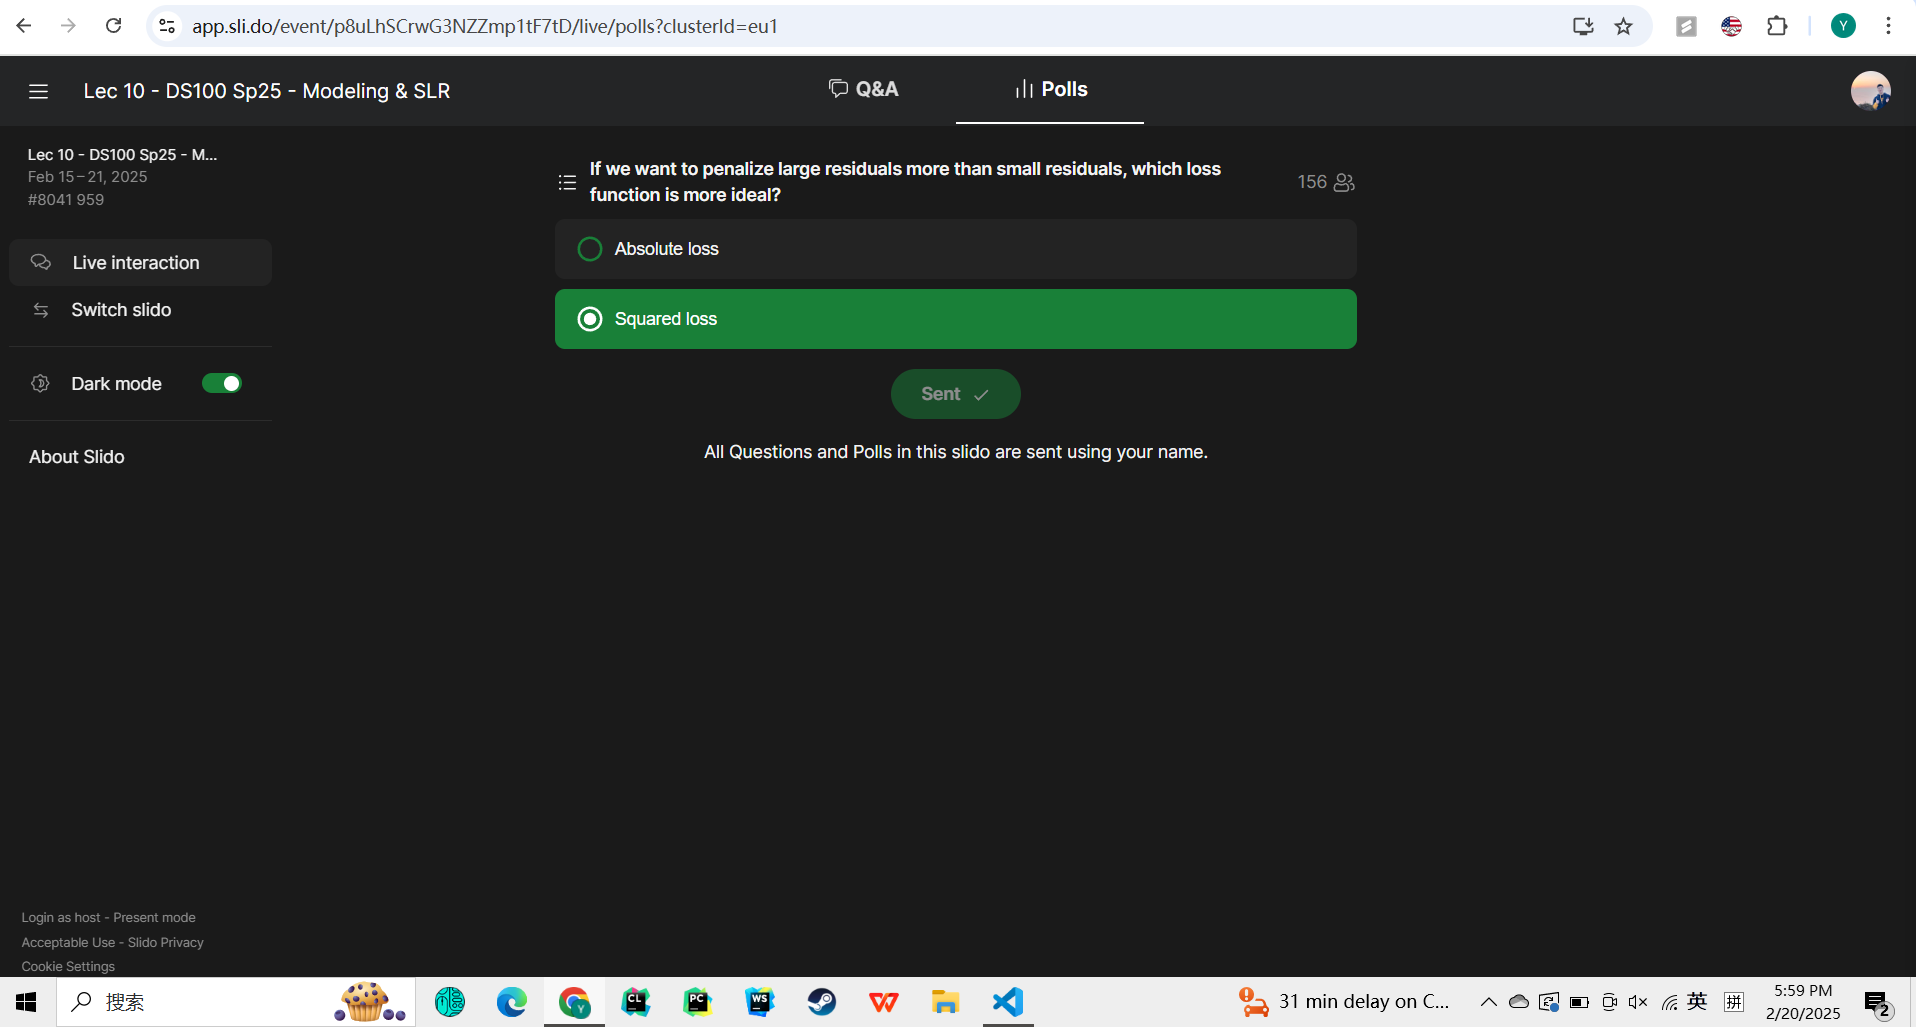 app.sli.do/event/p8uLhSCrwG3NZZmp1tF7tD/live/polls?clusterId=eu1
Y
Lec 10 - DS100 Sp25 - Modeling & SLR
Q&A
Polls
Lec 10 - DS100 Sp25 - M...
Feb 15 – 21, 2025
#8041 959
Live interaction
Switch slido
Dark mode
About Slido
If we want to penalize large residuals more than small residuals, which loss
function is more ideal?
156
Absolute loss
Squared loss
Sent
All Questions and Polls in this slido are sent using your name.
Login as host - Present mode
Acceptable Use - Slido Privacy
Cookie Settings
搜索
Y
CL
PC
WS
31 min delay on C...
英
拼
5:59 PM
2/20/2025
2